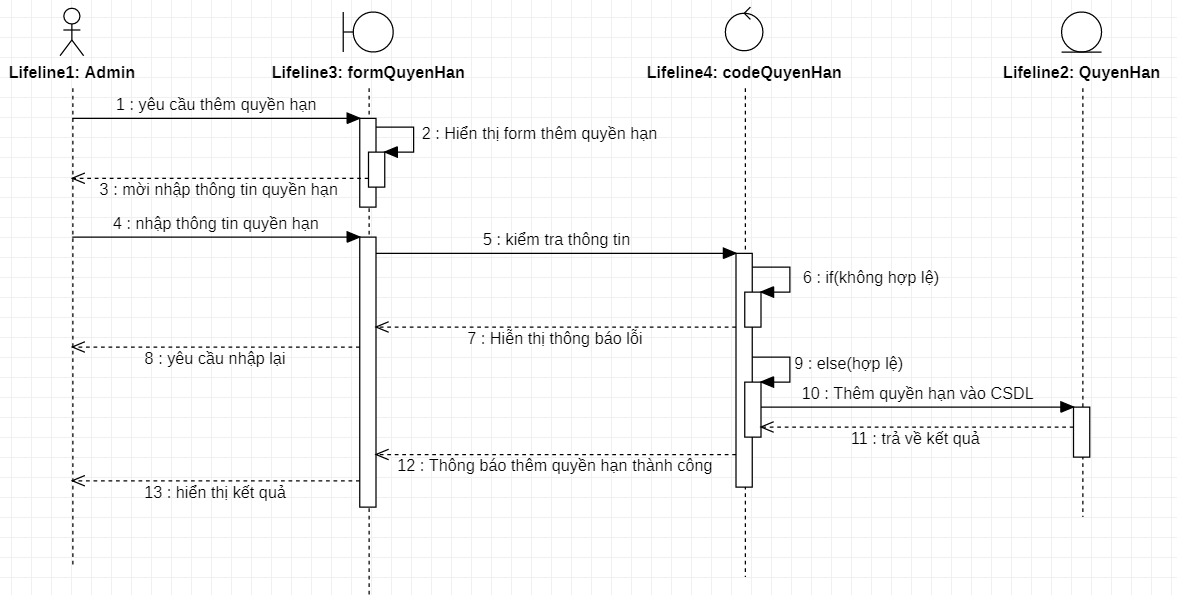 Lifeline1: Admin
Lifeline3: formQuyenHan
Lifeline4: codeQuyenHan
Lifeline2: QuyenHan
1 : yêu cầu thêm quyền hạn
2 : Hiển thị form thêm quyền hạn
3 : mời nhập thông tin quyền hạn
4 : nhập thông tin quyền hạn
5 : kiểm tra thông tin
6 : if(không hợp lệ)
7 : Hiễn thị thông báo lỗi
8 : yêu cầu nhập lại
9 : else(hợp lệ)
10 : Thêm quyền hạn vào CSDL
11 : trả về kết quả
12 : Thông báo thêm quyền hạn thành công
13 : hiển thị kết quả